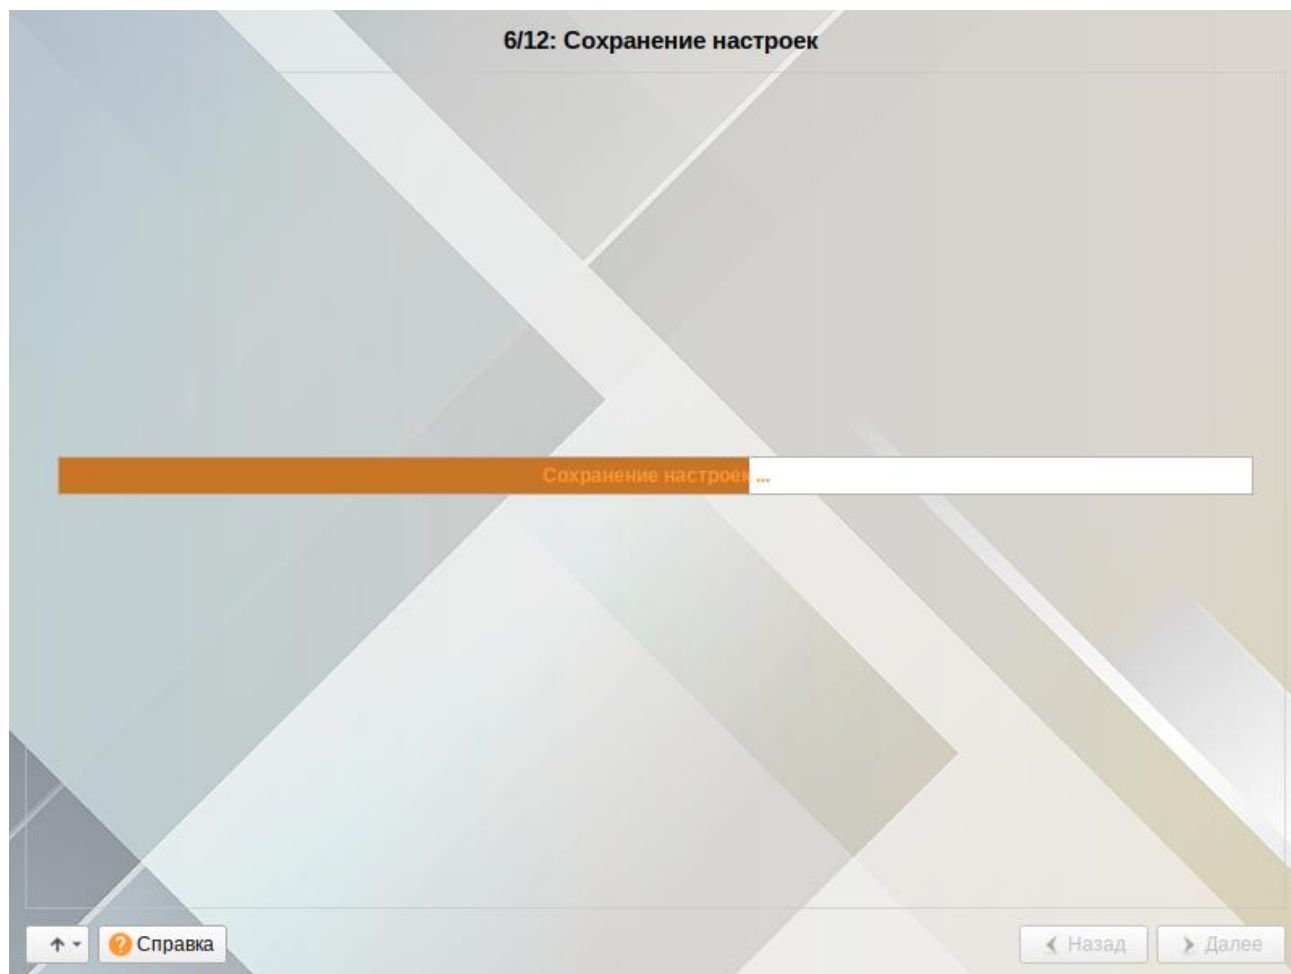 6/12: Сохранение настроек
Сохранение настроек ...
Справка
Назад
Далее